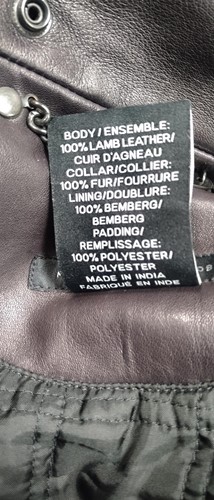 BODY/ENSEMBLE:
100% LAMB LEATHER/
CUIR D'AGNEAU
COLLAR/COLLIER:
100% FUR/FOURRURE
LINING/DOUBLURE:
100% BEMBERG/
BEMBERG
PADDING/
REMPLISSAGE:
100% POLYESTER/
POLYESTER
MADE IN INDIA
FABRIQUÉ EN INDE